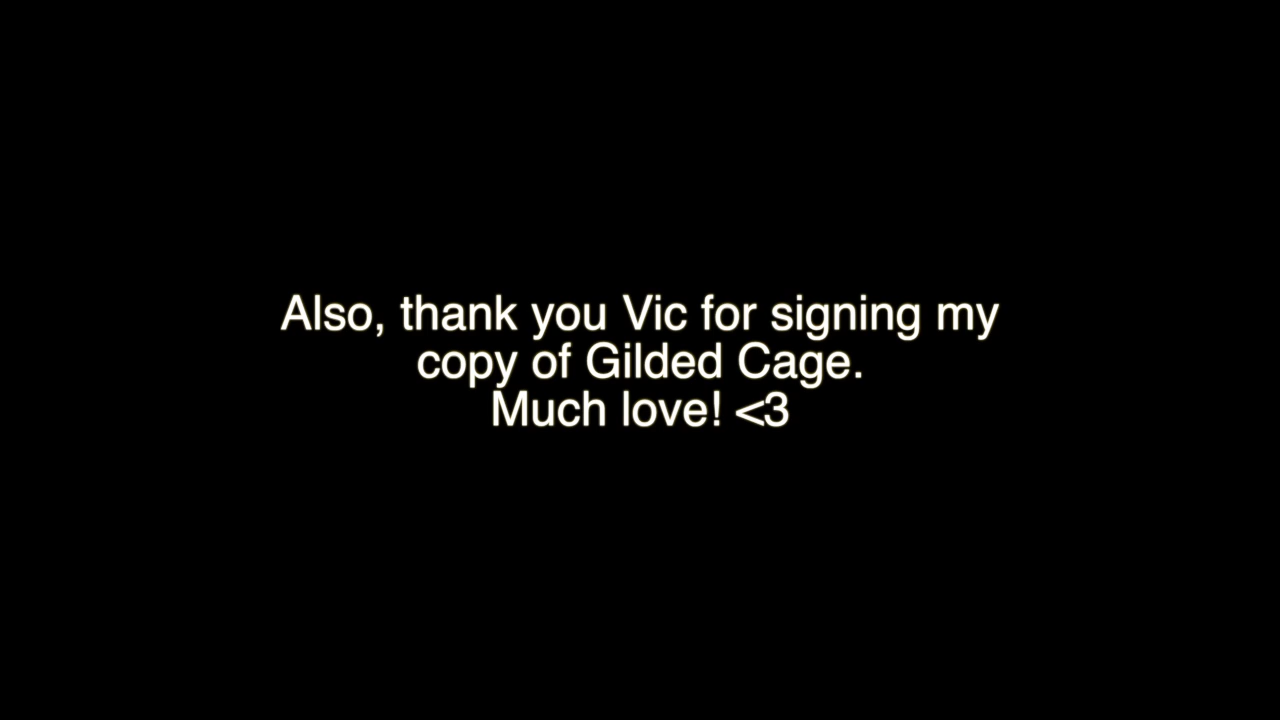 Also, thank you Vic for signing my
copy of Gilded Cage.
Much love! <3